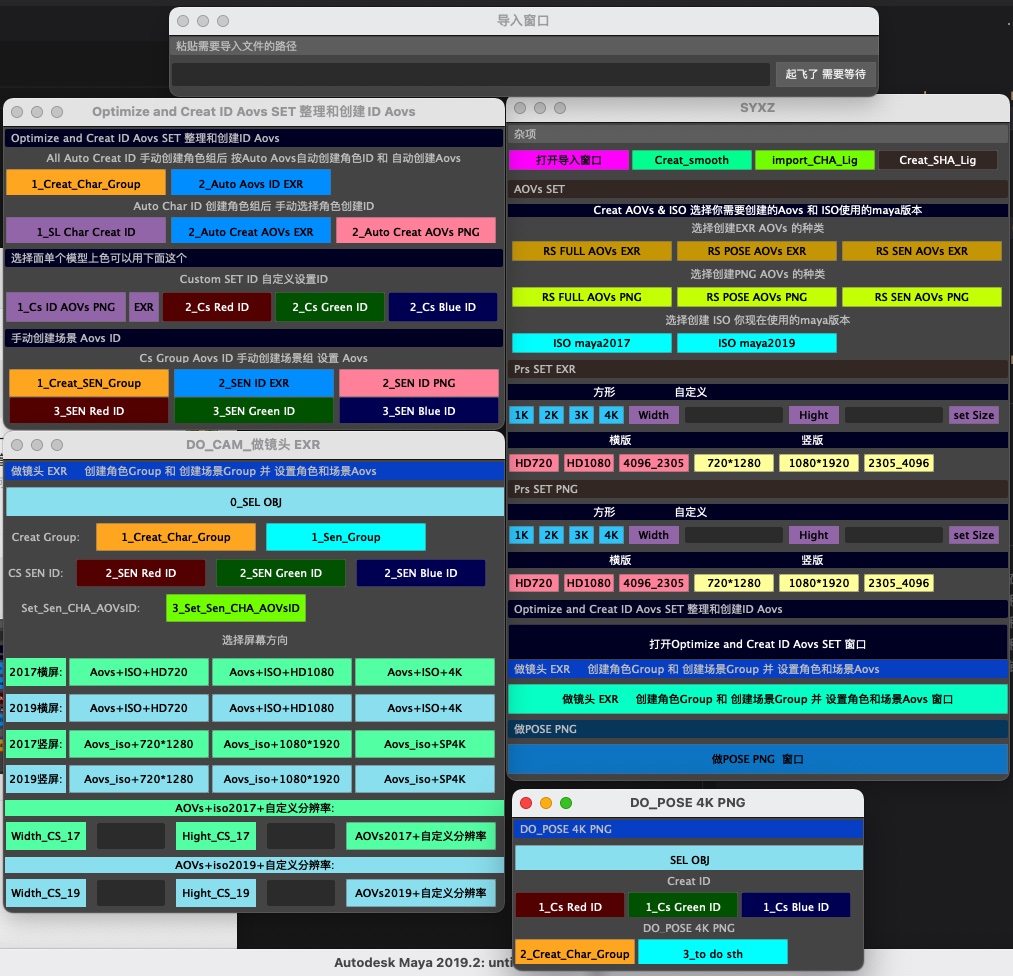 导入窗口
粘贴需要导入文件的路径
起飞了 需要等待
Optimize and Creat ID Aovs SET 整理和创建ID Aovs
Optimize and Creat ID Aovs SET 整理和创建ID Aovs
All Auto Creat ID 手动创建角色组后 按Auto Aovs自动创建角色ID 和 自动创建Aovs
1_Creat_Char_Group 2_Auto Aovs ID EXR
Auto Char ID 创建角色组后 手动选择角色创建ID
1_SL Char Creat ID 2_Auto Creat AOVs EXR 2_Auto Creat AOVs PNG
选择面单个模型上色可以用下面这个
Custom SET ID 自定义设置ID
1_Cs ID AOVs PNG EXR 2_Cs Red ID 2_Cs Green ID 2_Cs Blue ID
手动创建场景 Aovs ID
Cs Group Aovs ID 手动创建场景组 设置 Aovs
1_Creat_SEN_Group 2_SEN ID EXR 2_SEN ID PNG
3_SEN Red ID 3_SEN Green ID 3_SEN Blue ID
DO_CAM_做镜头 EXR
做镜头 EXR 创建角色Group 和 创建场景Group 并 设置角色和场景Aovs
0_SEL OBJ
Creat Group: 1_Creat_Char_Group 1_Sen_Group
CS SEN ID: 2_SEN Red ID 2_SEN Green ID 2_SEN Blue ID
Set_Sen_CHA_AOVsID: 3_Set_Sen_CHA_AOVsID
选择屏幕方向
2017横屏: Aovs+ISO+HD720 Aovs+ISO+HD1080 Aovs+ISO+4K
2019横屏: Aovs+ISO+HD720 Aovs+ISO+HD1080 Aovs+ISO+4K
2017竖屏: Aovs_iso+720*1280 Aovs_iso+1080*1920 Aovs_iso+SP4K
2019竖屏: Aovs_iso+720*1280 Aovs_iso+1080*1920 Aovs_iso+SP4K
AOVs+iso2017+自定义分辨率:
Width_CS_17 Hight_CS_17 AOVs2017+自定义分辨率
AOVs+iso2019+自定义分辨率:
Width_CS_19 Hight_CS_19 AOVs2019+自定义分辨率
SYXZ
杂项
打开导入窗口 Creat_smooth import_CHA_Lig Creat_SHA_Lig
AOVs SET
Creat AOVs & ISO 选择你需要创建的Aovs 和 ISO使用的maya版本
选择创建EXR AOVs 的种类
RS FULL AOVs EXR RS POSE AOVs EXR RS SEN AOVs EXR
选择创建PNG AOVs 的种类
RS FULL AOVs PNG RS POSE AOVs PNG RS SEN AOVs PNG
选择创建 ISO 你现在使用的maya版本
ISO maya2017 ISO maya2019
Prs SET EXR
方形 自定义
1K 2K 3K 4K Width Hight set Size
横版 竖版
HD720 HD1080 4096_2305 720*1280 1080*1920 2305_4096
Prs SET PNG
方形 自定义
1K 2K 3K 4K Width Hight set Size
横版 竖版
HD720 HD1080 4096_2305 720*1280 1080*1920 2305_4096
Optimize and Creat ID Aovs SET 整理和创建ID Aovs
打开Optimize and Creat ID Aovs SET 窗口
做镜头 EXR 创建角色Group 和 创建场景Group 并 设置角色和场景Aovs
做镜头 EXR 创建角色Group 和 创建场景Group 并 设置角色和场景Aovs 窗口
做POSE PNG
做POSE PNG 窗口
DO_POSE 4K PNG
DO_POSE 4K PNG
SEL OBJ
Creat ID
1_Cs Red ID 1_Cs Green ID 1_Cs Blue ID
DO_POSE 4K PNG
2_Creat_Char_Group 3_to do sth
Autodesk Maya 2019.2: unti